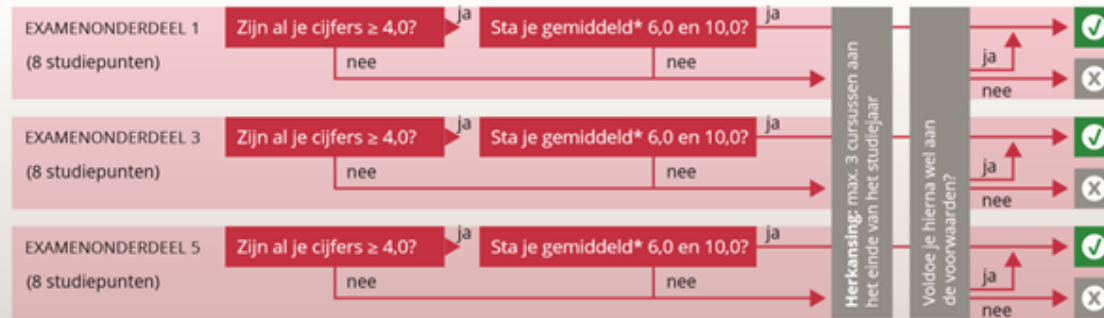 ja
ja
EXAMENONDERDEEL 1
Zijn al je cijfers ≥ 4,0?
Sta je gemiddeld* 6,0 en 10,0?
(8 studiepunten)
nee
nee
ja
nee
ja
ja
EXAMENONDERDEEL 3
Zijn al je cijfers ≥ 4,0?
Sta je gemiddeld* 6,0 en 10,0?
(8 studiepunten)
nee
nee
ja
nee
ja
ja
EXAMENONDERDEEL 5
Zijn al je cijfers ≥ 4,0?
Sta je gemiddeld* 6,0 en 10,0?
(8 studiepunten)
nee
nee
ja
nee
Herkansing: max. 3 cursussen aan
het einde van het studiejaar
Voldoe je hierna wel aan
de voorwaarden?